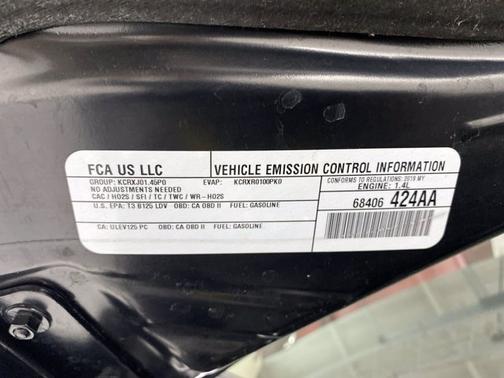 FCA US LLC
VEHICLE EMISSION CONTROL INFORMATION
GROUP: KCRXJ01.45P0 EVAP: KCRXR0100PK0
CONFORMS TO REGULATIONS: 2019 MY
NO ADJUSTMENTS NEEDED
ENGINE: 1.4L
CAC / HO2S / SFI / TC / TWC / WR-HO2S
68406 424AA
U.S. EPA: T3 B125 LDV OBD: CA OBD II FUEL: GASOLINE
CA: ULEV125 PC OBD: CA OBD II FUEL: GASOLINE